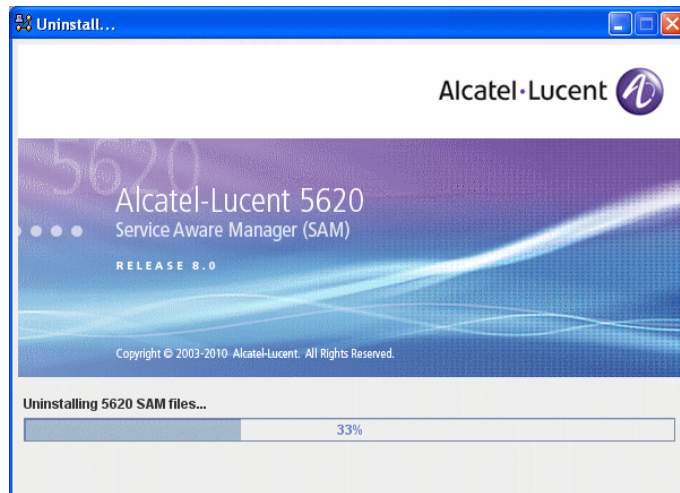 Uninstall...
Alcatel·Lucent
5620
Alcatel-Lucent 5620
Service Aware Manager (SAM)
RELEASE 8.0
Copyright © 2003-2010 Alcatel-Lucent. All Rights Reserved.
Uninstalling 5620 SAM files...
33%